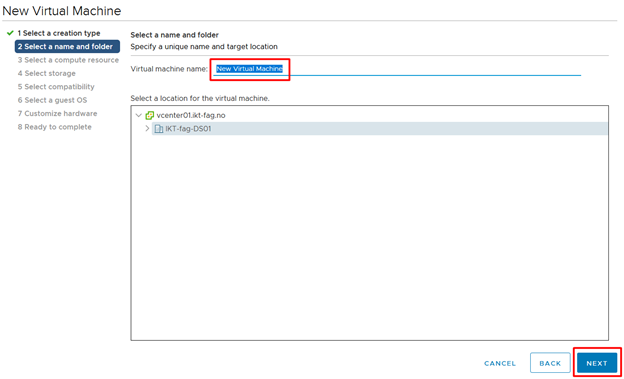 New Virtual Machine
1 Select a creation type
2 Select a name and folder
3 Select a compute resource
4 Select storage
5 Select compatibility
6 Select a guest OS
7 Customize hardware
8 Ready to complete
Select a name and folder
Specify a unique name and target location
Virtual machine name: New Virtual Machine
Select a location for the virtual machine.
vcenter01.ikt-fag.no
IKT-fag-DS01
CANCEL BACK NEXT